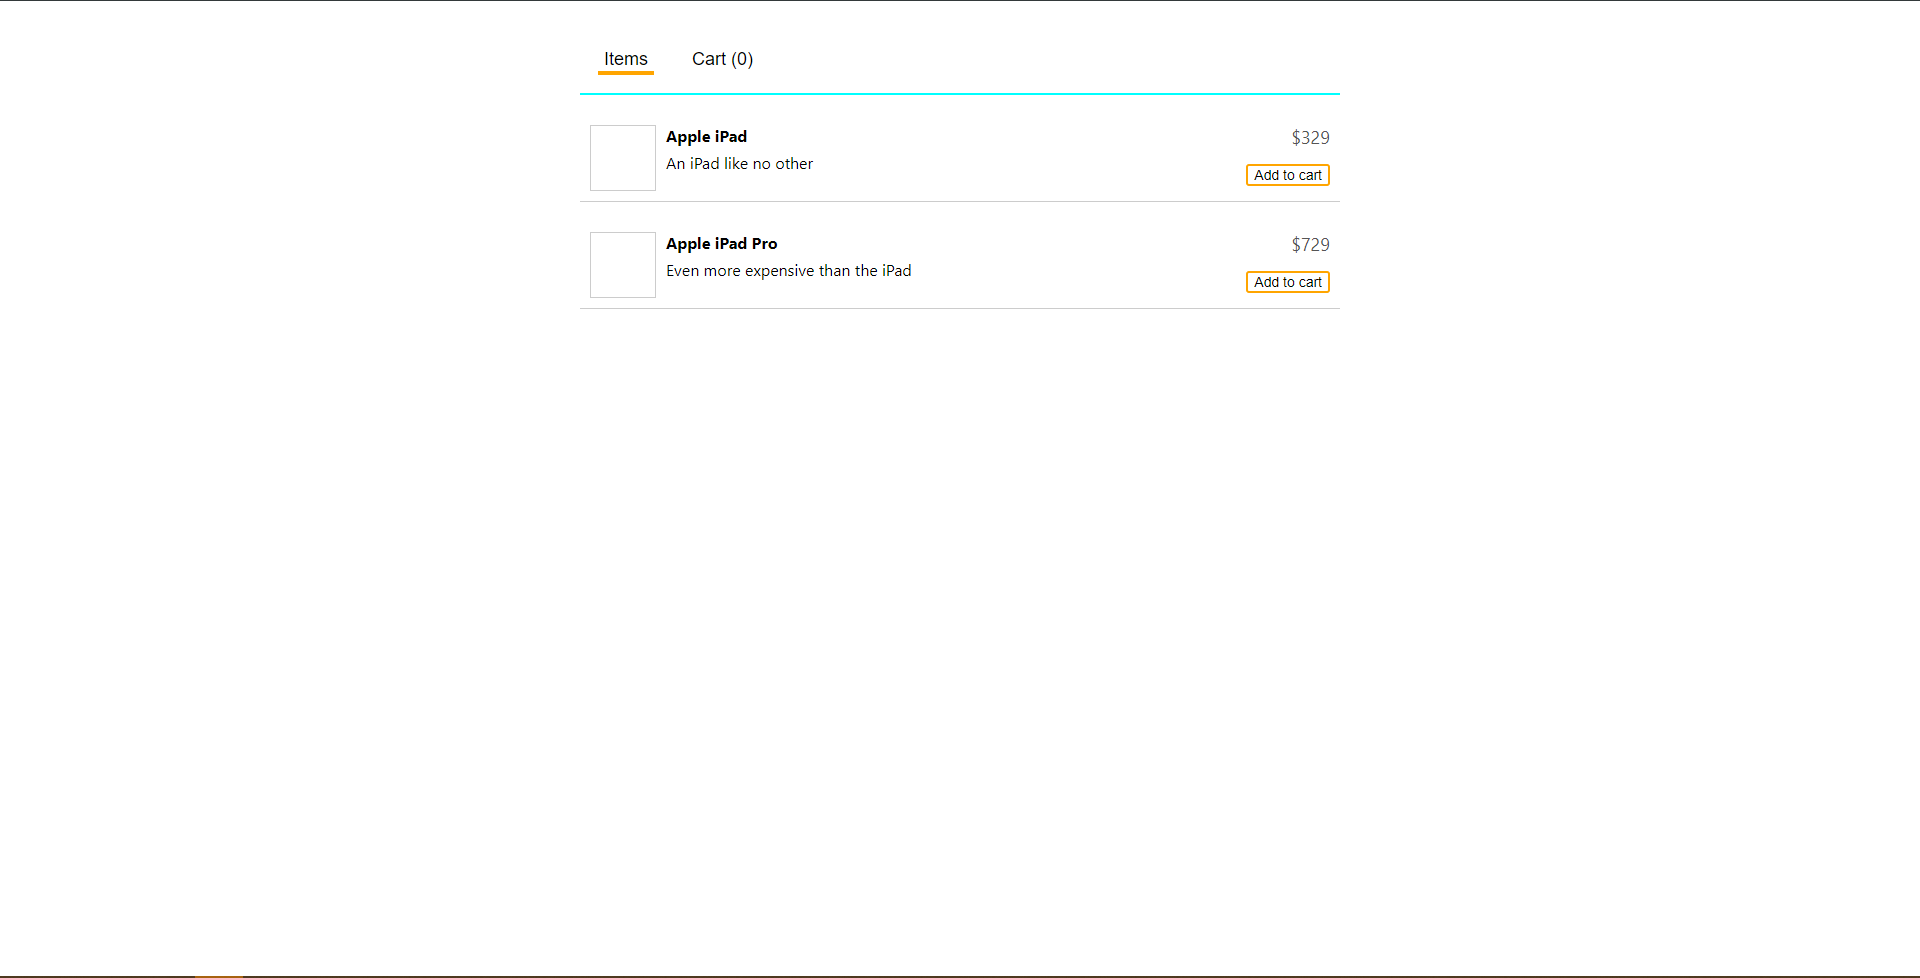 Items Cart (0)
Apple iPad $329
An iPad like no other
Add to cart
Apple iPad Pro $729
Even more expensive than the iPad
Add to cart